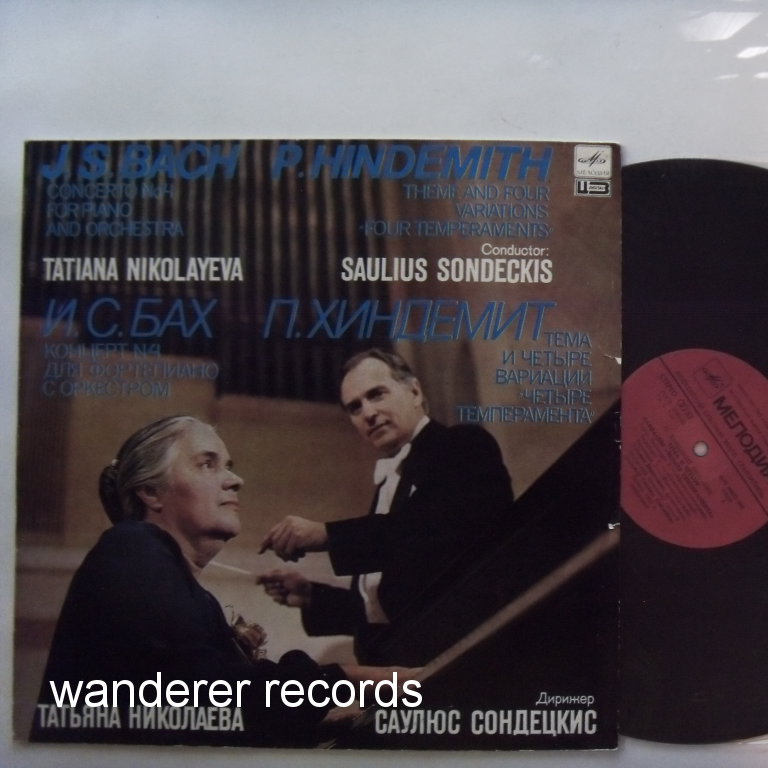 J.S.BACH
CONCERTO No 4
FOR PIANO
AND ORCHESTRA
TATIANA NIKOLAYEVA
P.HINDEMITH
THEME AND FOUR
VARIATIONS
«FOUR TEMPERAMENTS»
Conductor:
SAULIUS SONDECKIS
DIGITAL
И.С.БАХ
КОНЦЕРТ №4
ДЛЯ ФОРТЕПИАНО
С ОРКЕСТРОМ
П.ХИНДЕМИТ
ТЕМА
И ЧЕТЫРЕ
ВАРИАЦИИ
«ЧЕТЫРЕ
ТЕМПЕРАМЕНТА»
wanderer records
ТАТЬЯНА НИКОЛАЕВА
Дирижер
САУЛЮС СОНДЕЦКИС
МЕЛОДИЯ